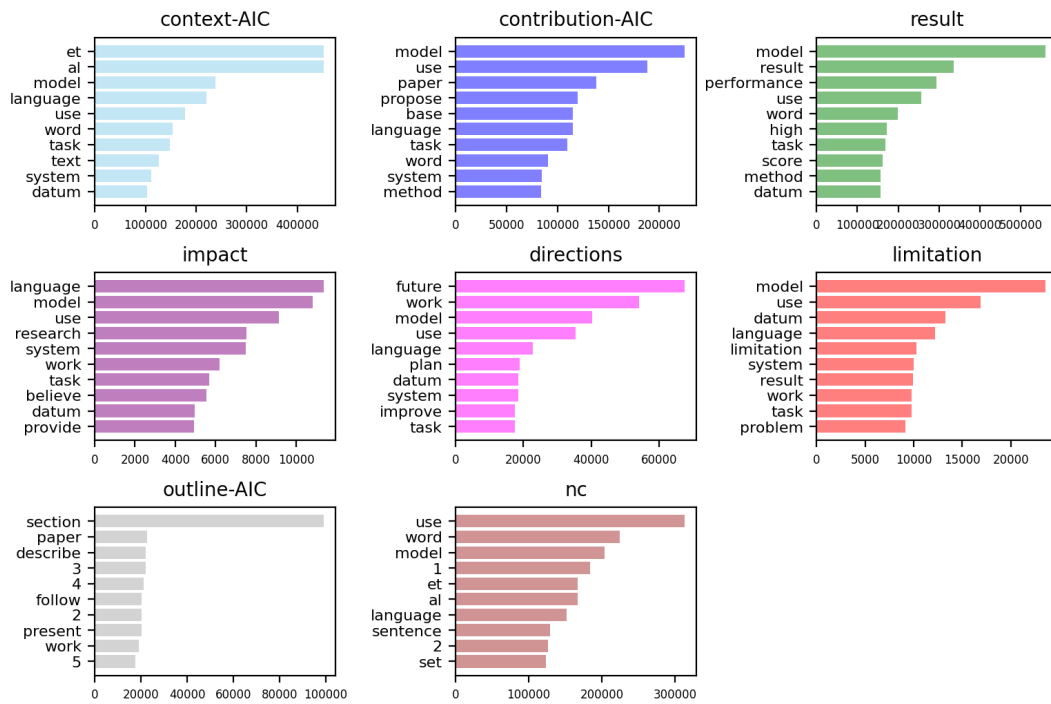 context-AIC
et
al
model
language
use
word
task
text
system
datum
0 100000 200000 300000 400000
contribution-AIC
model
use
paper
propose
base
language
task
word
system
method
0 50000 100000 150000 200000
result
model
result
performance
use
word
high
task
score
method
datum
0 100000 200000 300000 400000 500000
impact
language
model
use
research
system
work
task
believe
datum
provide
0 2000 4000 6000 8000 10000
directions
future
work
model
use
language
plan
datum
system
improve
task
0 20000 40000 60000
limitation
model
use
datum
language
limitation
system
result
work
task
problem
0 5000 10000 15000 20000
outline-AIC
section
paper
describe
3
4
follow
2
present
work
5
0 20000 40000 60000 80000 100000
nc
use
word
model
1
et
al
language
sentence
2
set
0 100000 200000 300000